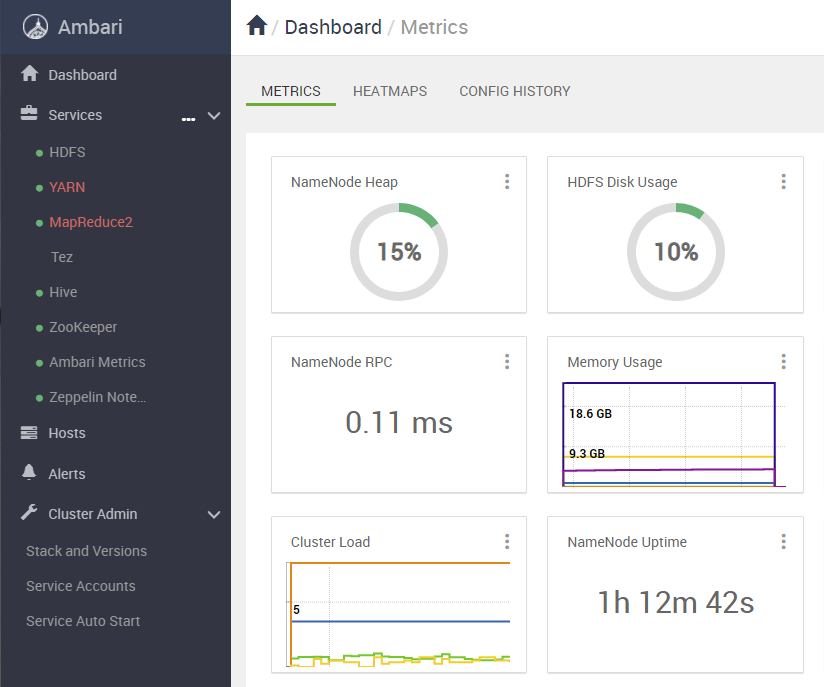 Ambari
/ Dashboard / Metrics
Dashboard
Services
HDFS
YARN
MapReduce2
Tez
Hive
ZooKeeper
Ambari Metrics
Zeppelin Note...
Hosts
Alerts
Cluster Admin
Stack and Versions
Service Accounts
Service Auto Start
METRICS HEATMAPS CONFIG HISTORY
NameNode Heap
15%
HDFS Disk Usage
10%
NameNode RPC
0.11 ms
Memory Usage
18.6 GB
9.3 GB
Cluster Load
5
NameNode Uptime
1h 12m 42s